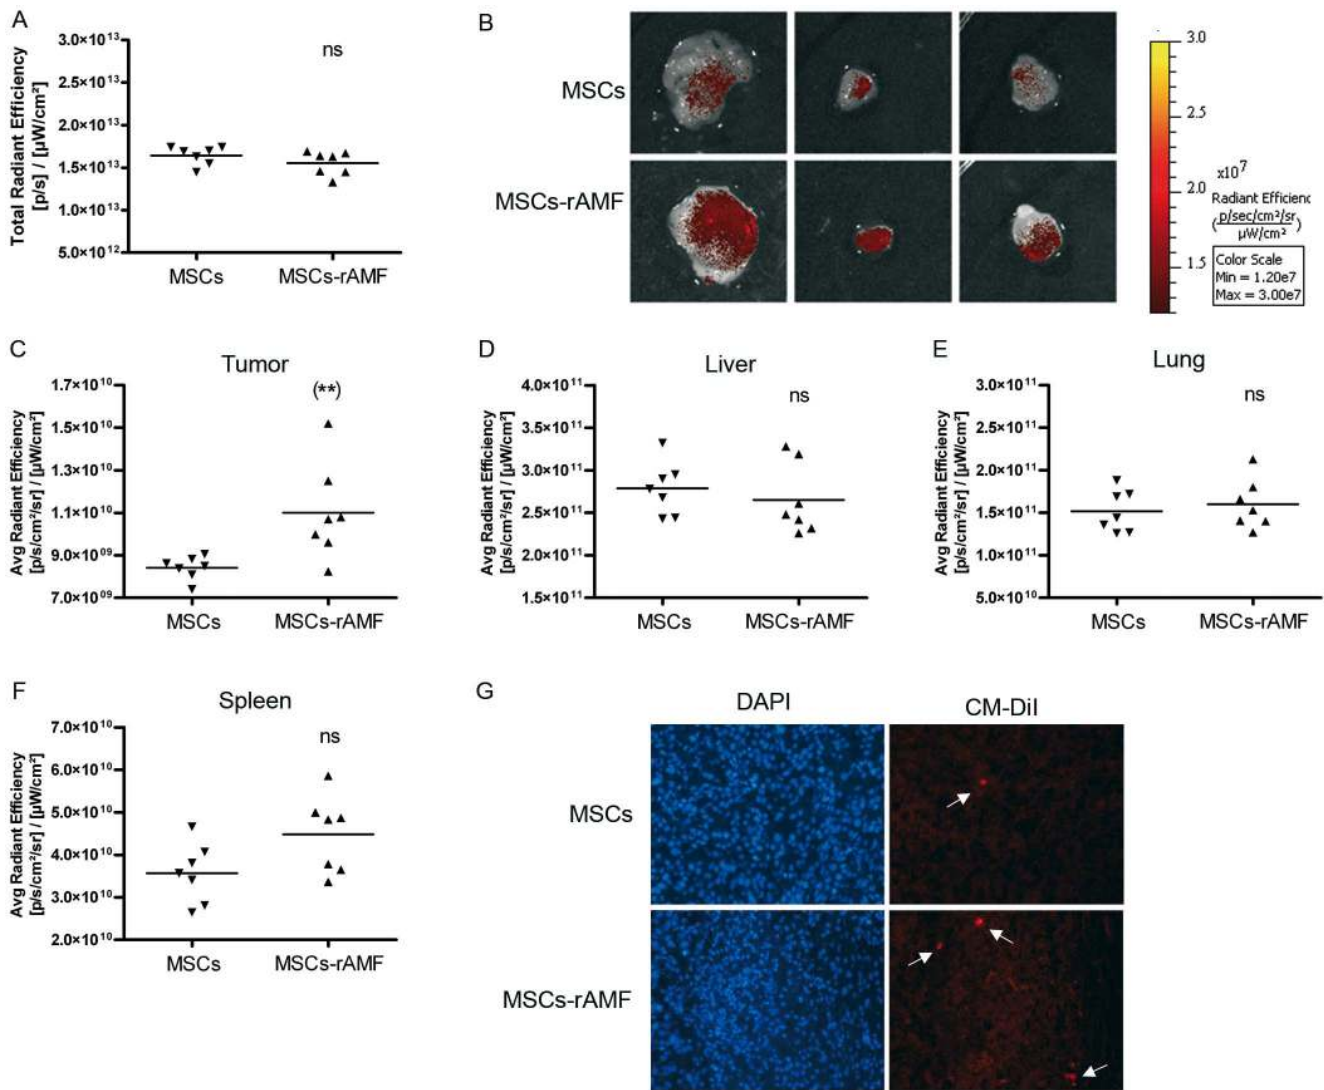 A
Total Radiant Efficiency
[p/s] / [µW/cm²]
3.0×10¹³
2.5×10¹³
2.0×10¹³
1.5×10¹³
1.0×10¹³
5.0×10¹²
ns
MSCs
MSCs-rAMF
B
MSCs
MSCs-rAMF
3.0
2.5
x10⁷
2.0
1.5
Radiant Efficienc
(p/sec/cm²/sr
µW/cm²)
Color Scale
Min = 1.20e7
Max = 3.00e7
C
Tumor
Avg Radiant Efficiency
[p/s/cm²/sr] / [µW/cm²]
1.7×10¹⁰
1.5×10¹⁰
1.3×10¹⁰
1.1×10¹⁰
9.0×10⁰⁹
7.0×10⁰⁹
(**)
MSCs
MSCs-rAMF
D
Liver
Avg Radiant Efficiency
[p/s/cm²/sr] / [µW/cm²]
4.0×10¹¹
3.5×10¹¹
3.0×10¹¹
2.5×10¹¹
2.0×10¹¹
1.5×10¹¹
ns
MSCs
MSCs-rAMF
E
Lung
Avg Radiant Efficiency
[p/s/cm²/sr] / [µW/cm²]
3.0×10¹¹
2.5×10¹¹
2.0×10¹¹
1.5×10¹¹
1.0×10¹¹
5.0×10¹⁰
ns
MSCs
MSCs-rAMF
F
Spleen
Avg Radiant Efficiency
[p/s/cm²/sr] / [µW/cm²]
7.0×10¹⁰
6.0×10¹⁰
5.0×10¹⁰
4.0×10¹⁰
3.0×10¹⁰
2.0×10¹⁰
ns
MSCs
MSCs-rAMF
G
DAPI
CM-DiI
MSCs
MSCs-rAMF